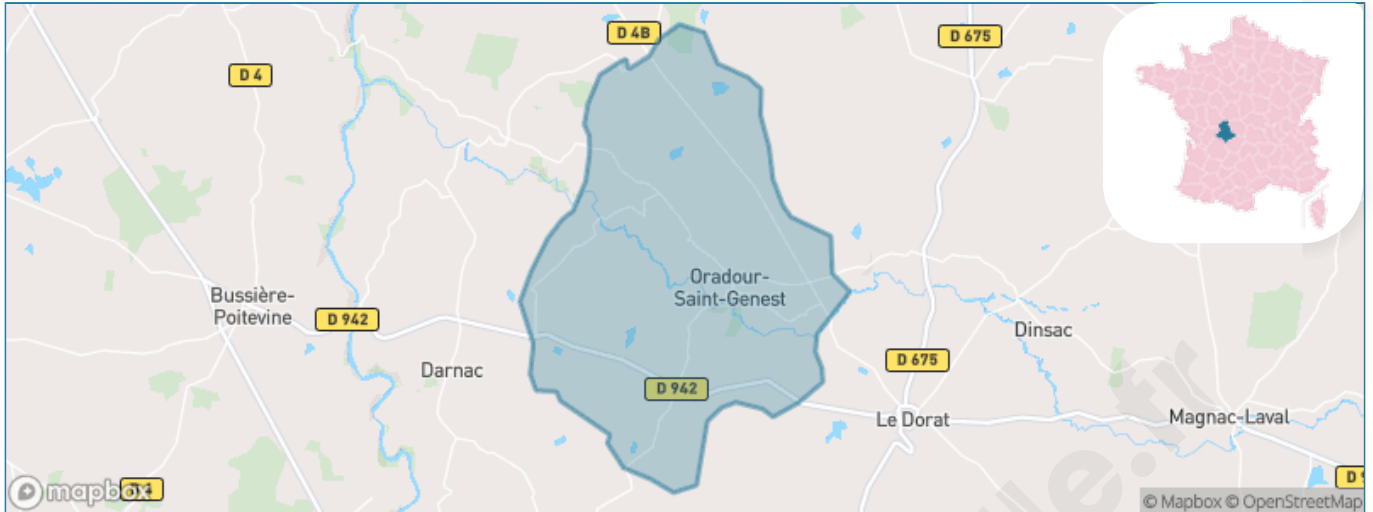 D 4B
D 675
D 4
Oradour-
Saint-Genest
Bussière-
Poitevine
D 942
Dinsac
D 675
Darnac
D 942
Magnac-Laval
Le Dorat
mapbox
© Mapbox © OpenStreetMap